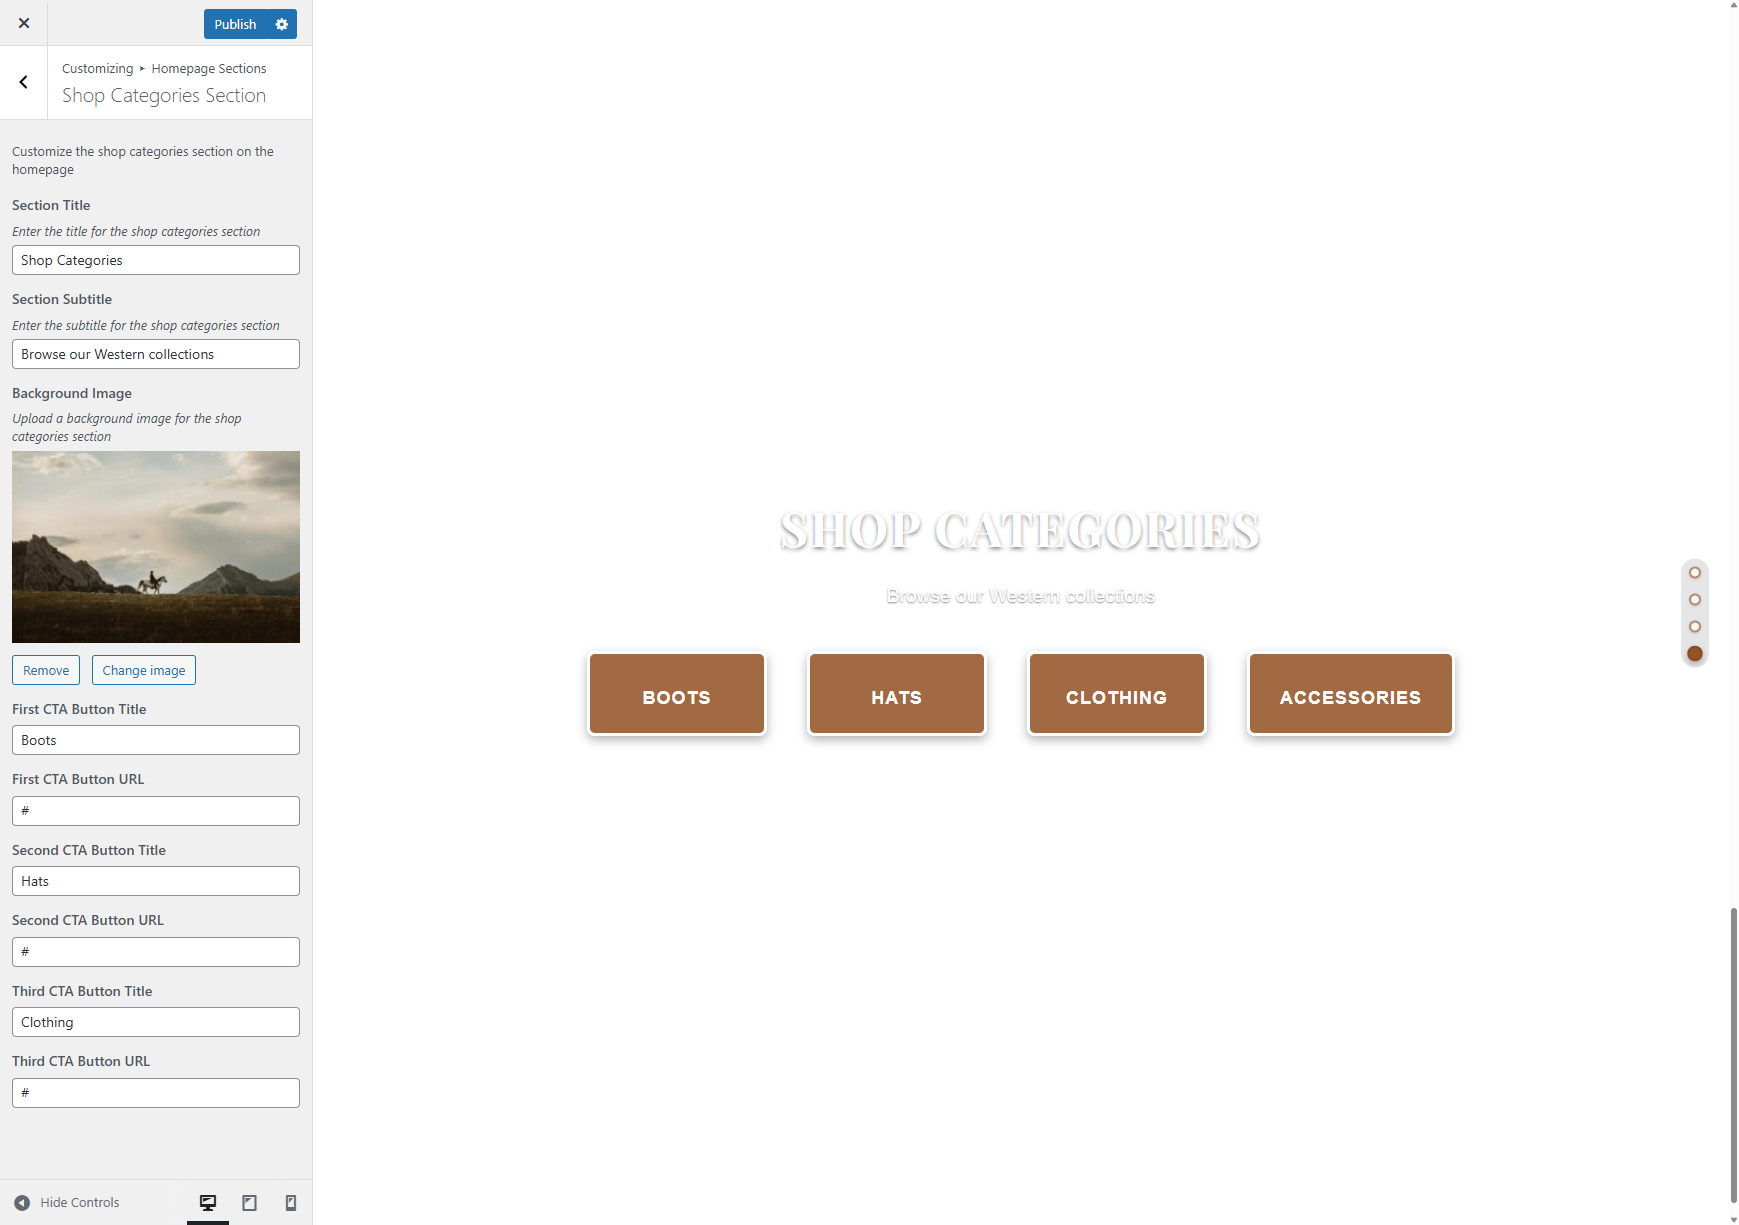 Publish
Customizing ▸ Homepage Sections
Shop Categories Section
Customize the shop categories section on the
homepage
Section Title
Enter the title for the shop categories section
Shop Categories
Section Subtitle
Enter the subtitle for the shop categories section
Browse our Western collections
Background Image
Upload a background image for the shop
categories section
Remove
Change image
First CTA Button Title
Boots
First CTA Button URL
#
Second CTA Button Title
Hats
Second CTA Button URL
#
Third CTA Button Title
Clothing
Third CTA Button URL
#
Hide Controls
SHOP CATEGORIES
Browse our Western collections
BOOTS
HATS
CLOTHING
ACCESSORIES